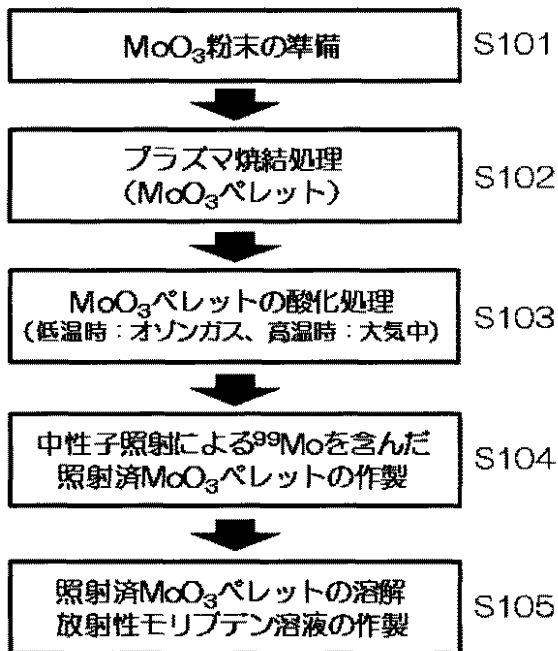 MoO₃粉末の準備 S101
プラズマ焼結処理
(MoO₃ペレット) S102
MoO₃ペレットの酸化処理
(低温時：オゾンガス、高温時：大気中) S103
中性子照射による⁹⁹Moを含んだ
照射済MoO₃ペレットの作製 S104
照射済MoO₃ペレットの溶解
放射性モリブデン溶液の作製 S105